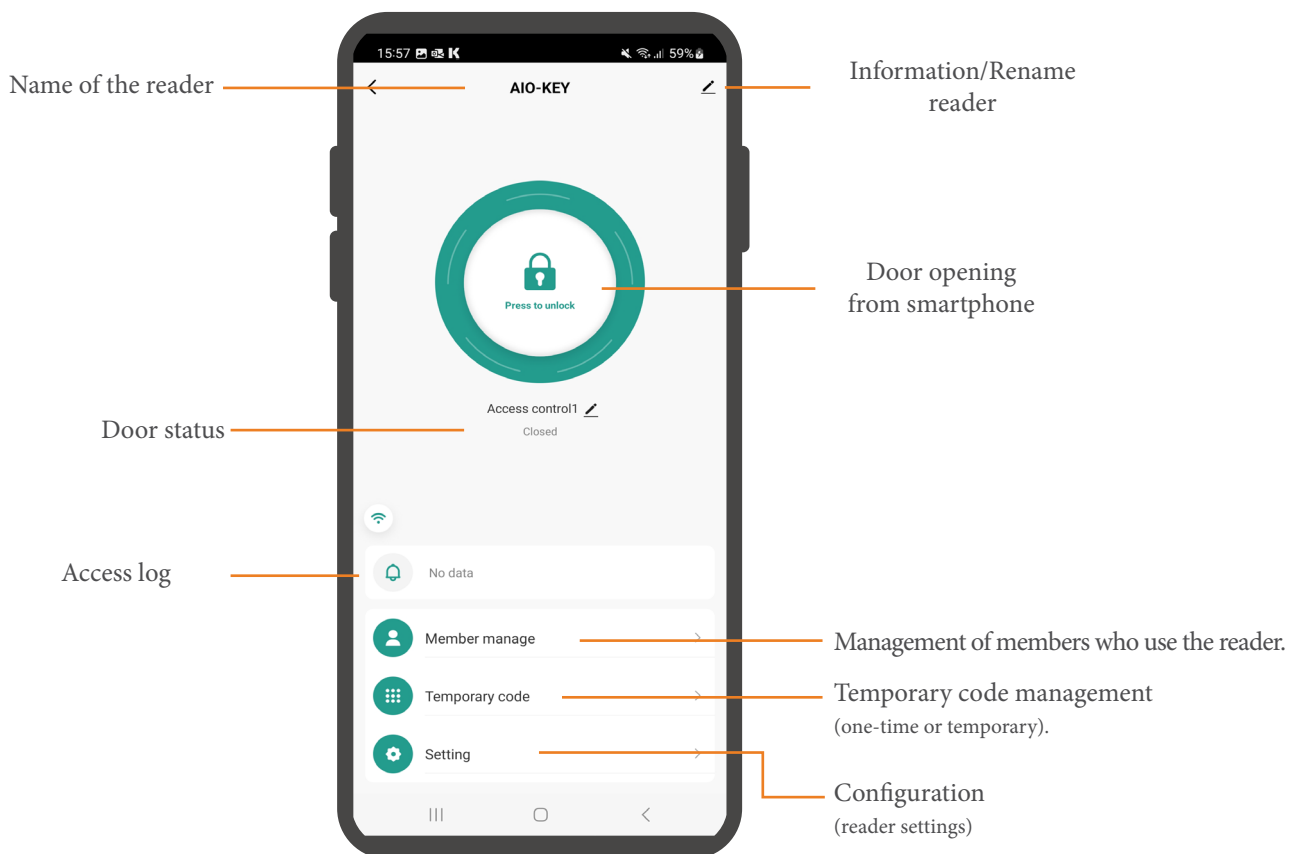 15:57 K 59%
Name of the reader
AIO-KEY
Information/Rename
reader
Press to unlock
Door opening
from smartphone
Access control1
Door status
Closed
Access log
No data
Member manage
Management of members who use the reader.
Temporary code
Temporary code management
(one-time or temporary).
Setting
Configuration
(reader settings)